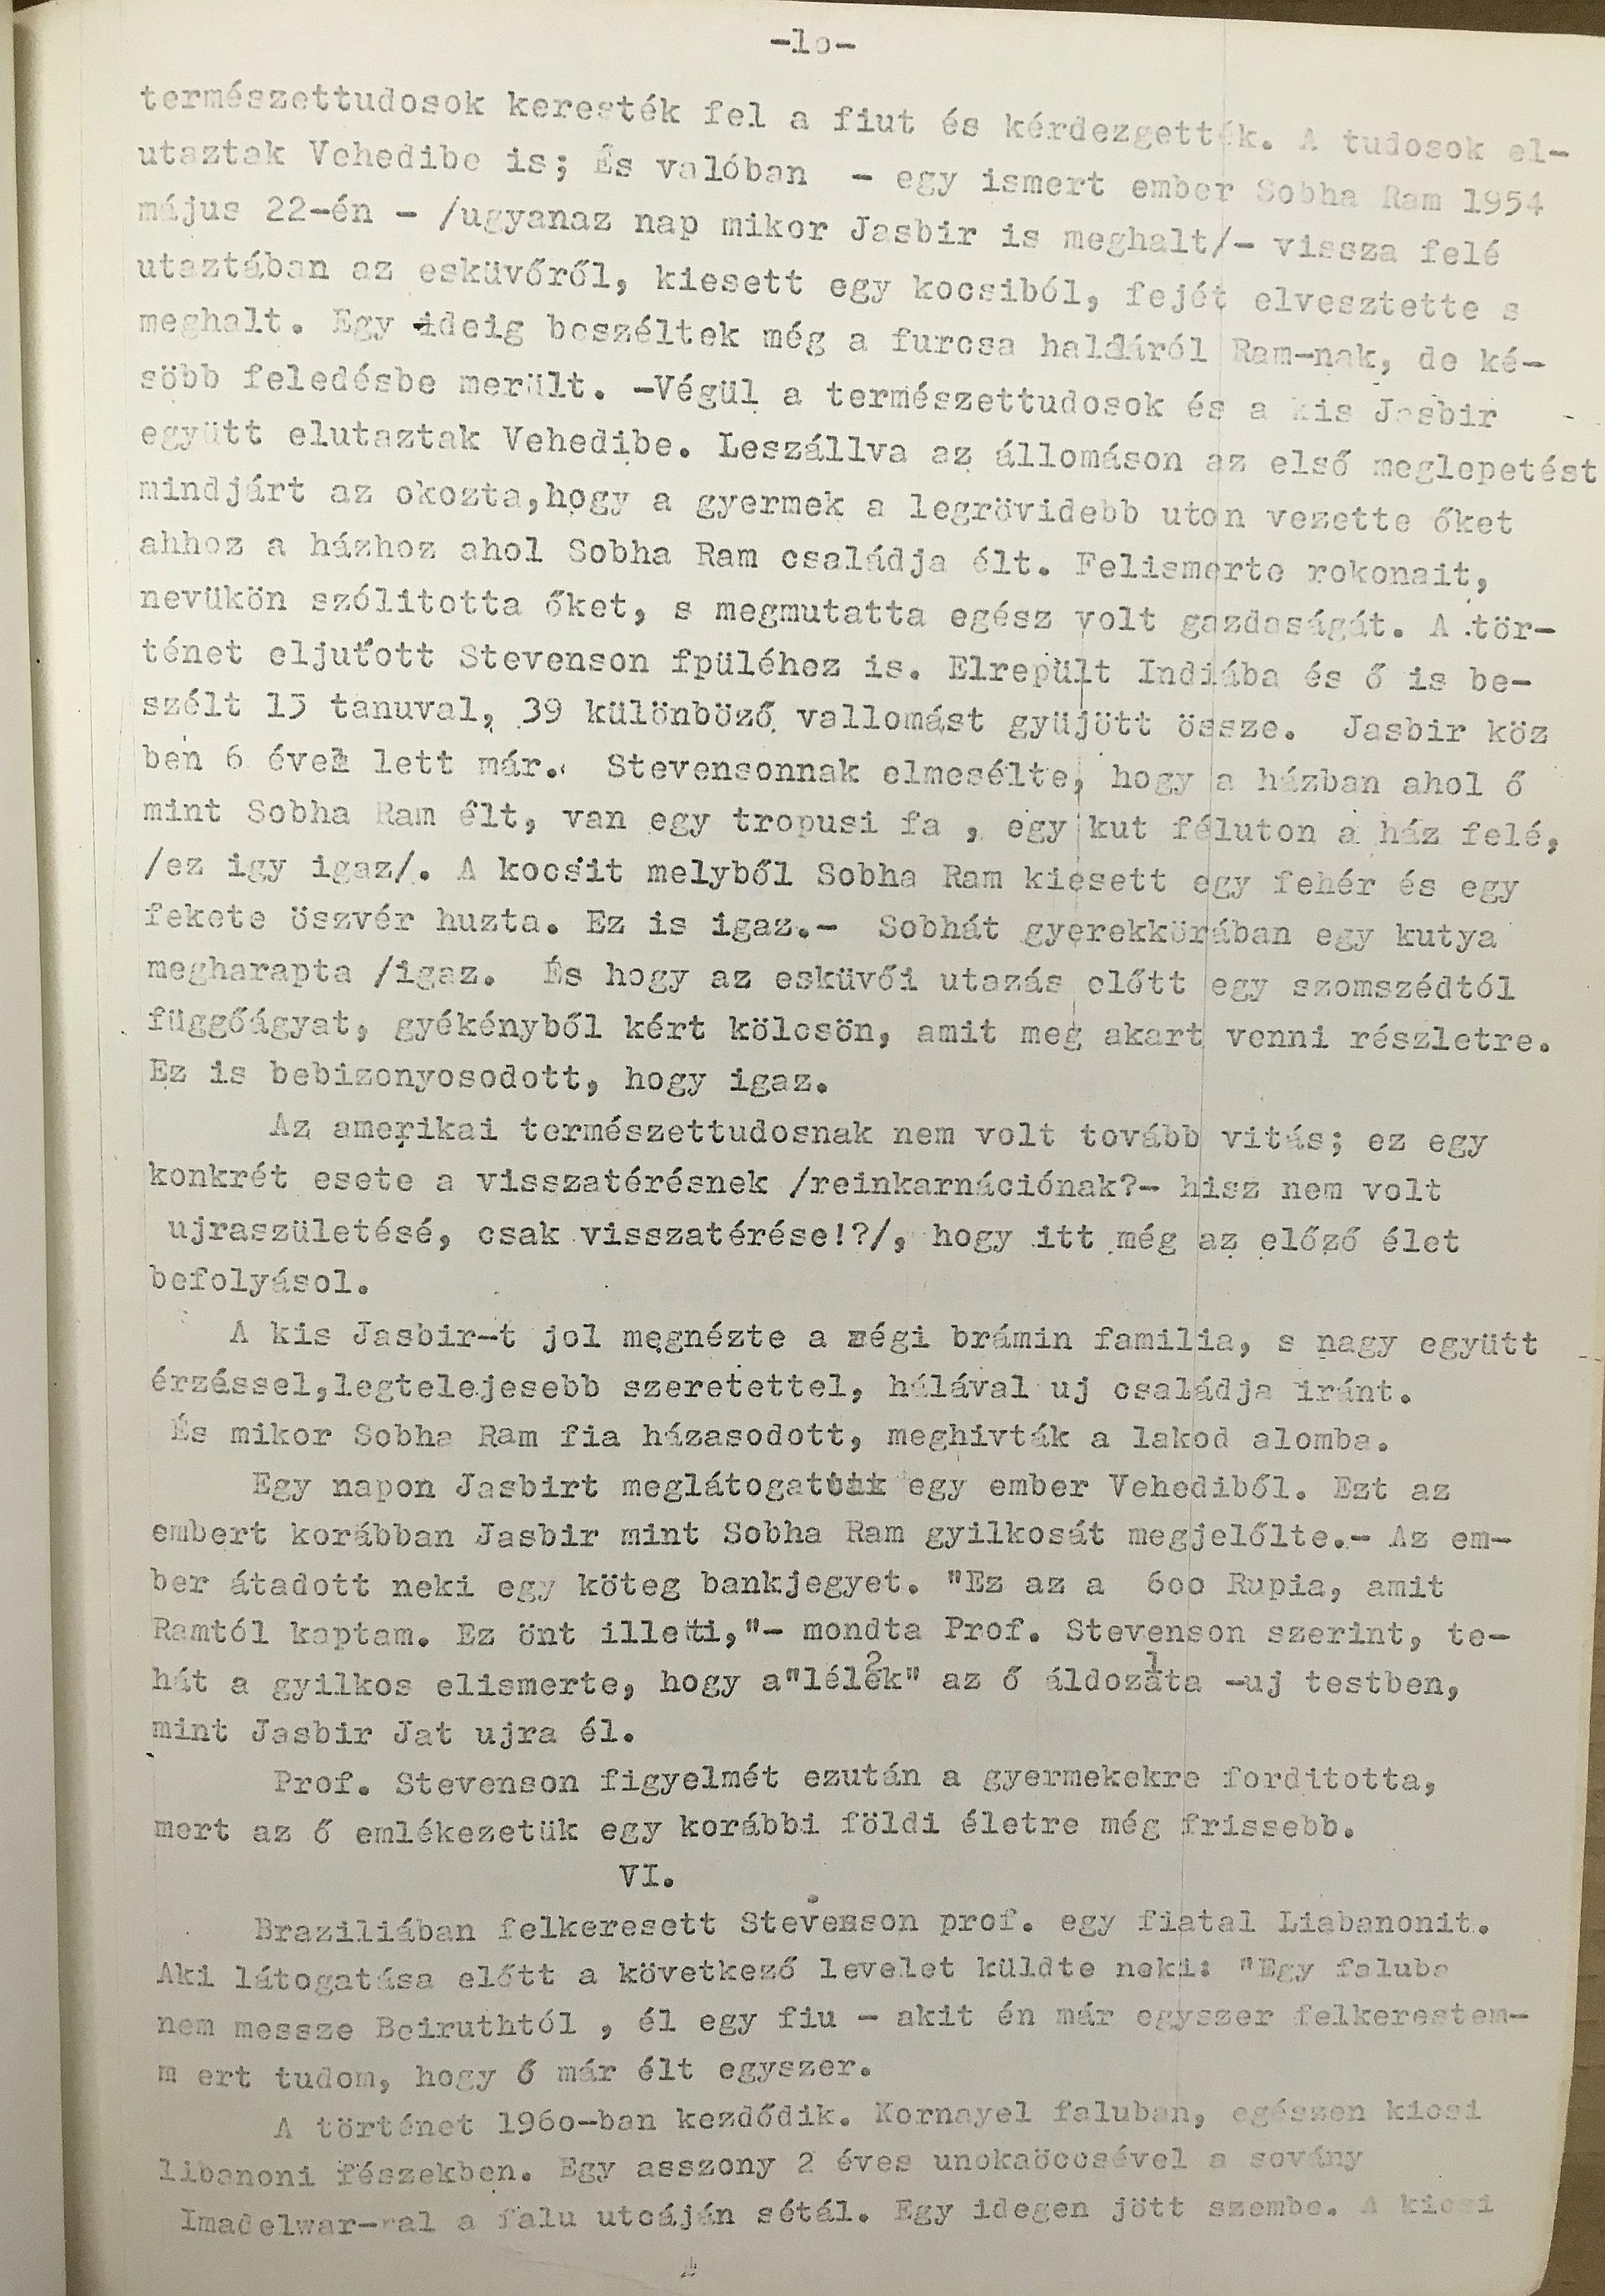 -lo-
természettudosok keresték fel a fiut és kérdezgették. A tudosok el-
utaztak Vehedibe is; És valóban - egy ismert ember Sobha Ram 1954
május 22-én - /ugyanaz nap mikor Jasbir is meghalt/- vissza felé
utaztában az esküvőről, kiesett egy kocsiból, fejét elvesztette s
meghalt. Egy ideig beszéltek még a furcsa haláláról Ram-nak, de ké-
söbb feledésbe merült. -Végül a természettudosok és a kis Jasbir
együtt elutaztak Vehedibe. Leszállva az állomáson az első meglepetést
mindjárt az okozta,hogy a gyermek a legrövidebb uton vezette őket
ahhoz a házhoz ahol Sobha Ram családja élt. Felismerte rokonait,
nevükön szólitotta őket, s megmutatta egész volt gazdaságát. A tör-
ténet eljutott Stevenson fpüléhez is. Elrepült Indiába és ő is be-
szélt 13 tanuval, 39 különböző vallomást gyüjött össze. Jasbir köz
ben 6 éves lett már. Stevensonnak elmesélte, hogy a házban ahol ő
mint Sobha Ram élt, van egy tropusi fa , egy kut féluton a ház felé,
/ez igy igaz/. A kocsit melyből Sobha Ram kiesett egy fehér és egy
fekete öszvér huzta. Ez is igaz.- Sobhát gyerekkörában egy kutya
megharapta /igaz. És hogy az esküvői utazás előtt egy szomszédtól
függőágyat, gyékényből kért kölcsön, amit meg akart venni részletre.
Ez is bebizonyosodott, hogy igaz.
Az amerikai természettudosnak nem volt tovább vitás; ez egy
konkrét esete a visszatérésnek /reinkarnációnak?- hisz nem volt
ujraszületésé, csak visszatérése!?/, hogy itt még az előző élet
befolyásol.
A kis Jasbir-t jol megnézte a régi brámin familia, s nagy együtt
érzéssel,legtelejesebb szeretettel, hálával uj családja iránt.
És mikor Sobha Ram fia házasodott, meghivták a lakod alomba.
Egy napon Jasbirt meglátogatták egy ember Vehediből. Ezt az
embert korábban Jasbir mint Sobha Ram gyilkosát megjelőlte.- Az em-
ber átadott neki egy köteg bankjegyet. "Ez az a 6oo Rupia, amit
Ramtól kaptam. Ez önt illeti,"- mondta Prof. Stevenson szerint, te-
2 1
hát a gyilkos elismerte, hogy a"lélek" az ő áldozata -uj testben,
mint Jasbir Jat ujra él.
Prof. Stevenson figyelmét ezután a gyermekekre forditotta,
mert az ő emlékezetük egy korábbi földi életre még frissebb.
VI.
Braziliában felkeresett Stevenson prof. egy fiatal Liabanonit.
Aki látogatása előtt a következő levelet küldte neki: "Egy faluba
nem messze Beiruthtól , él egy fiu - akit én már egyszer felkerestem-
m ert tudom, hogy ő már élt egyszer.
A történet 196o-ban kezdődik. Kornayel faluban, egészen kicsi
libanoni fészekben. Egy asszony 2 éves unokaöccsével a sovány
Imadelwar-ral a falu utcáján sétál. Egy idegen jött szembe. A kicsi